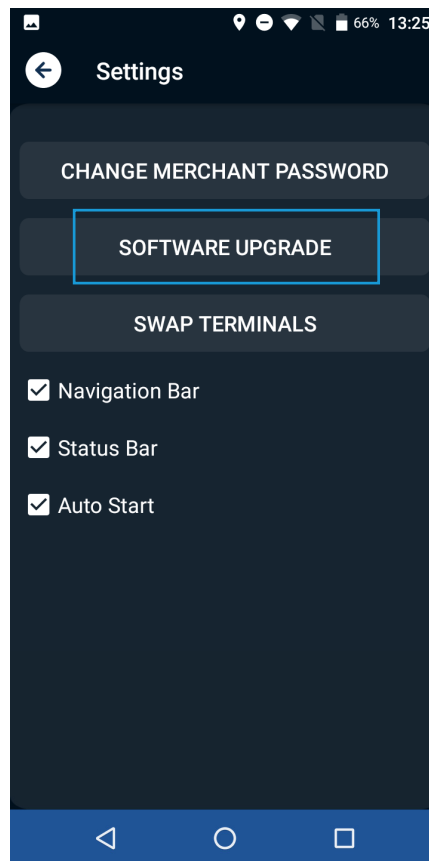 66% 13:25
Settings
CHANGE MERCHANT PASSWORD
SOFTWARE UPGRADE
SWAP TERMINALS
Navigation Bar
Status Bar
Auto Start